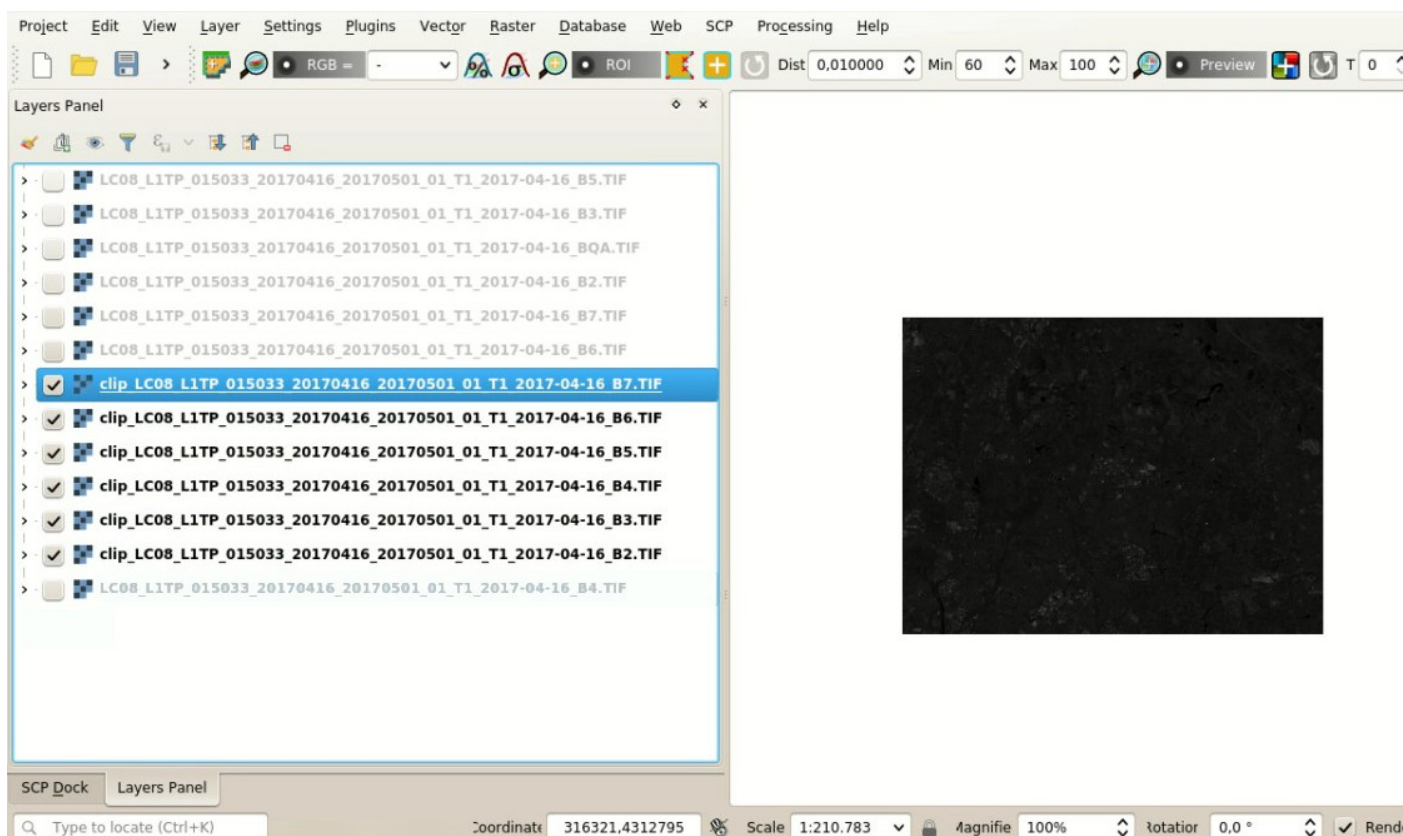 Project Edit View Layer Settings Plugins Vector Raster Database Web SCP Processing Help
RGB = - ROI Dist 0,010000 Min 60 Max 100 Preview T 0
Layers Panel
LC08_L1TP_015033_20170416_20170501_01_T1_2017-04-16_B5.TIF
LC08_L1TP_015033_20170416_20170501_01_T1_2017-04-16_B3.TIF
LC08_L1TP_015033_20170416_20170501_01_T1_2017-04-16_BQA.TIF
LC08_L1TP_015033_20170416_20170501_01_T1_2017-04-16_B2.TIF
LC08_L1TP_015033_20170416_20170501_01_T1_2017-04-16_B7.TIF
LC08_L1TP_015033_20170416_20170501_01_T1_2017-04-16_B6.TIF
clip_LC08_L1TP_015033_20170416_20170501_01_T1_2017-04-16_B7.TIF
clip_LC08_L1TP_015033_20170416_20170501_01_T1_2017-04-16_B6.TIF
clip_LC08_L1TP_015033_20170416_20170501_01_T1_2017-04-16_B5.TIF
clip_LC08_L1TP_015033_20170416_20170501_01_T1_2017-04-16_B4.TIF
clip_LC08_L1TP_015033_20170416_20170501_01_T1_2017-04-16_B3.TIF
clip_LC08_L1TP_015033_20170416_20170501_01_T1_2017-04-16_B2.TIF
LC08_L1TP_015033_20170416_20170501_01_T1_2017-04-16_B4.TIF
SCP Dock Layers Panel
Type to locate (Ctrl+K) Coordinate 316321,4312795 Scale 1:210.783 Magnifie 100% Rotation 0,0 ° Rende